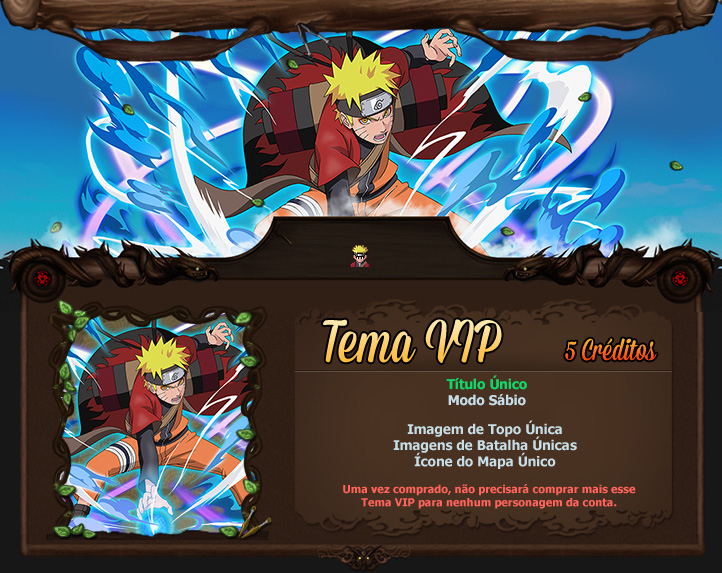 Tema VIP
5 Créditos
Título Único
Modo Sábio
Imagem de Topo Única
Imagens de Batalha Únicas
Ícone do Mapa Único
Uma vez comprado, não precisará comprar mais esse
Tema VIP para nenhum personagem da conta.